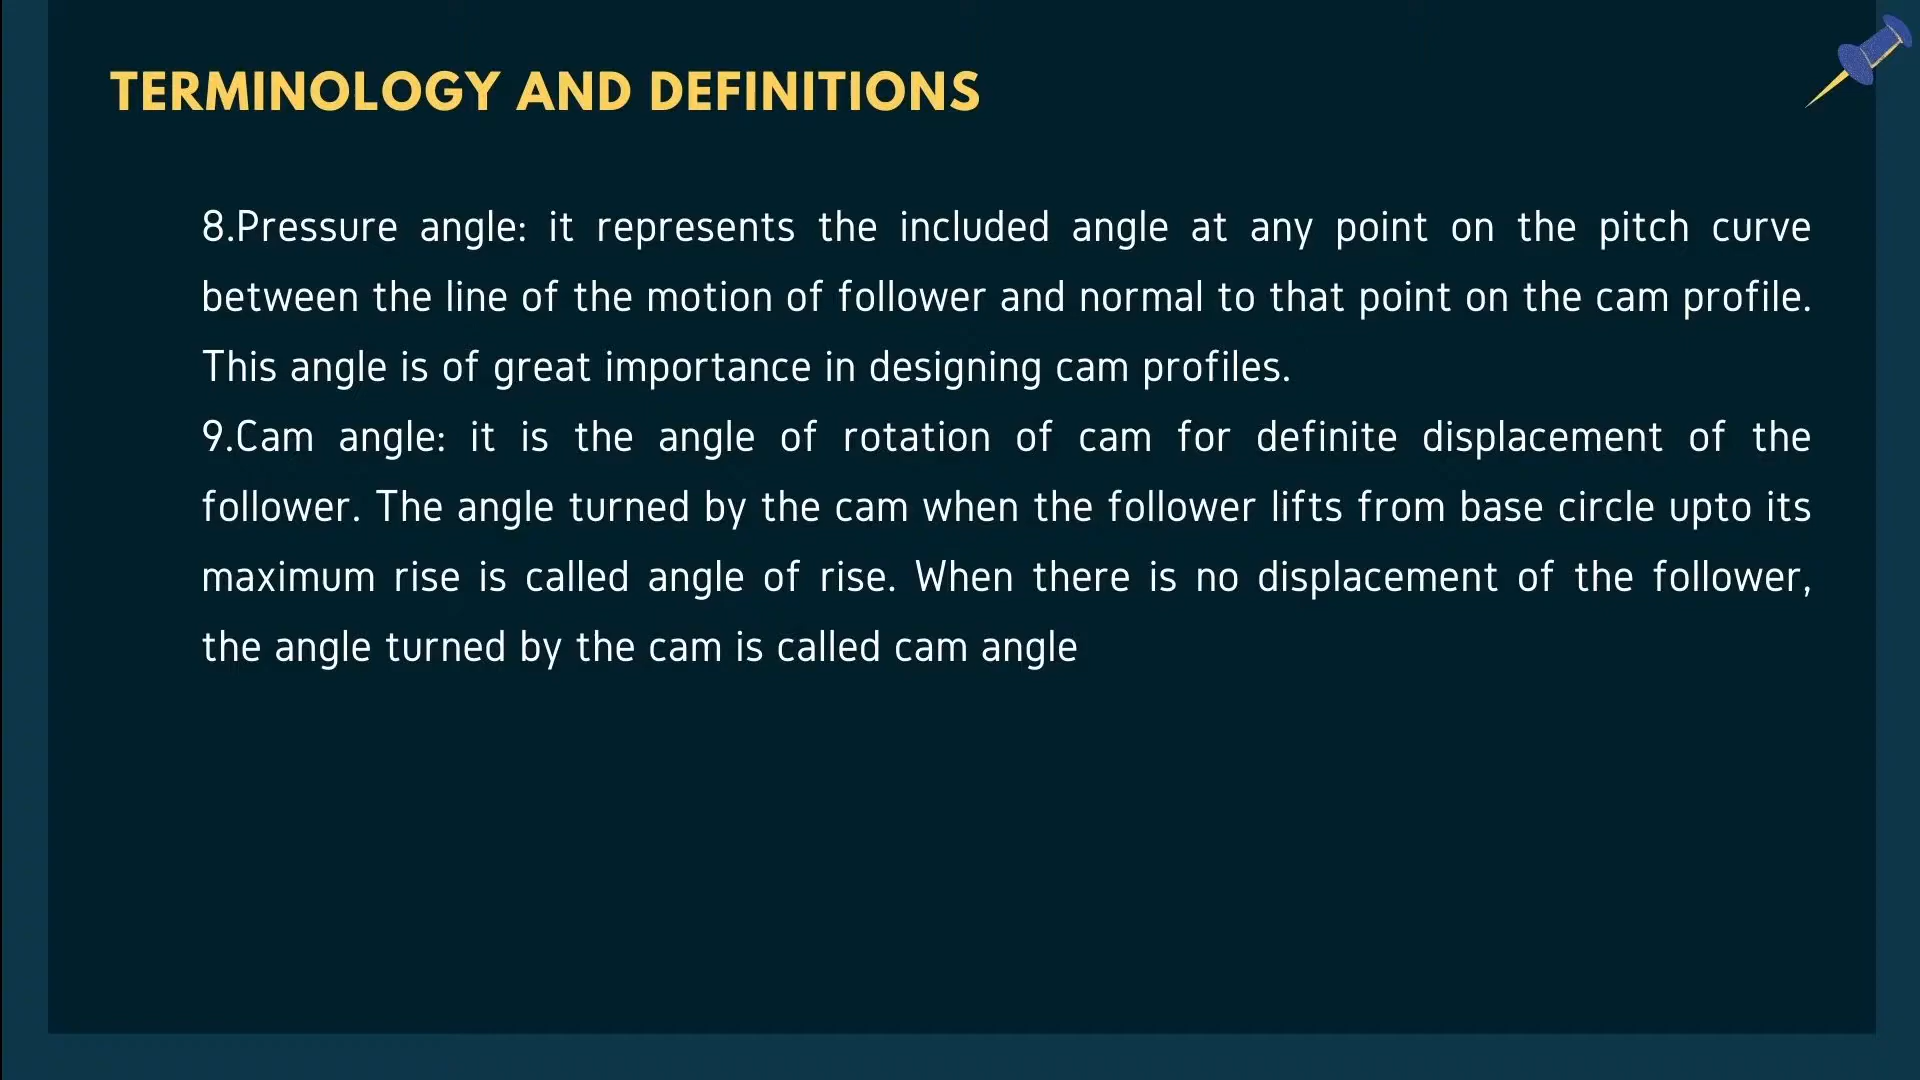 TERMINOLOGY AND DEFINITIONS
8.Pressure angle: it represents the included angle at any point on the pitch curve
between the line of the motion of follower and normal to that point on the cam profile.
This angle is of great importance in designing cam profiles.
9.Cam angle: it is the angle of rotation of cam for definite displacement of the
follower. The angle turned by the cam when the follower lifts from base circle upto its
maximum rise is called angle of rise. When there is no displacement of the follower,
the angle turned by the cam is called cam angle